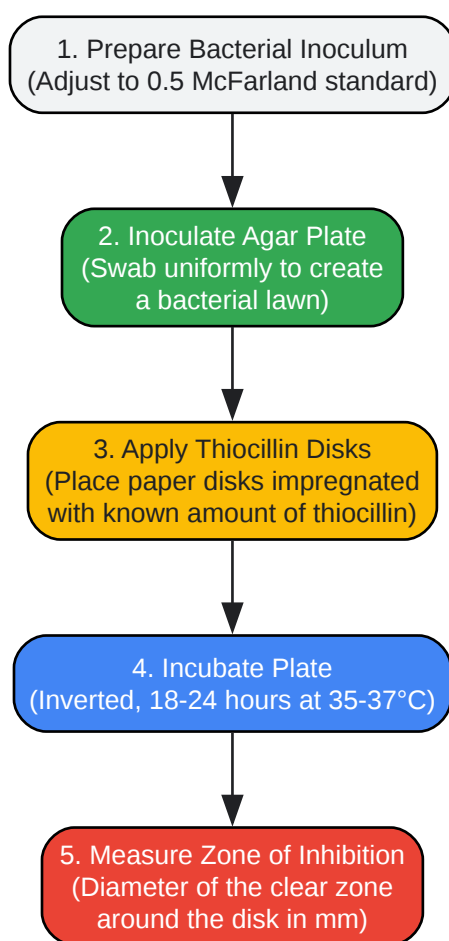 1. Prepare Bacterial Inoculum
(Adjust to 0.5 McFarland standard)
2. Inoculate Agar Plate
(Swab uniformly to create
a bacterial lawn)
3. Apply Thiocillin Disks
(Place paper disks impregnated
with known amount of thiocillin)
4. Incubate Plate
(Inverted, 18-24 hours at 35-37°C)
5. Measure Zone of Inhibition
(Diameter of the clear zone
around the disk in mm)